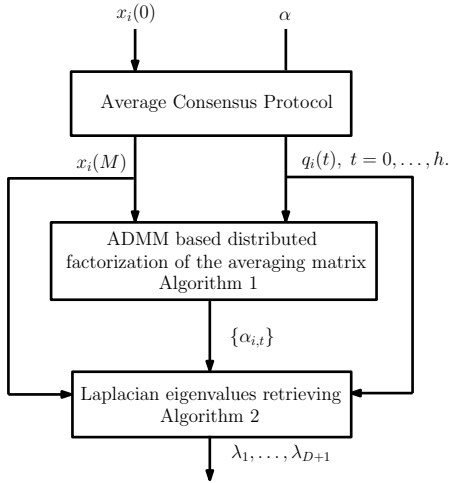 x_i(0)
α
Average Consensus Protocol
x_i(M)
q_i(t), t = 0, . . . , h.
ADMM based distributed
factorization of the averaging matrix
Algorithm 1
{α_{i,t}}
Laplacian eigenvalues retrieving
Algorithm 2
λ_1, . . . , λ_{D+1}